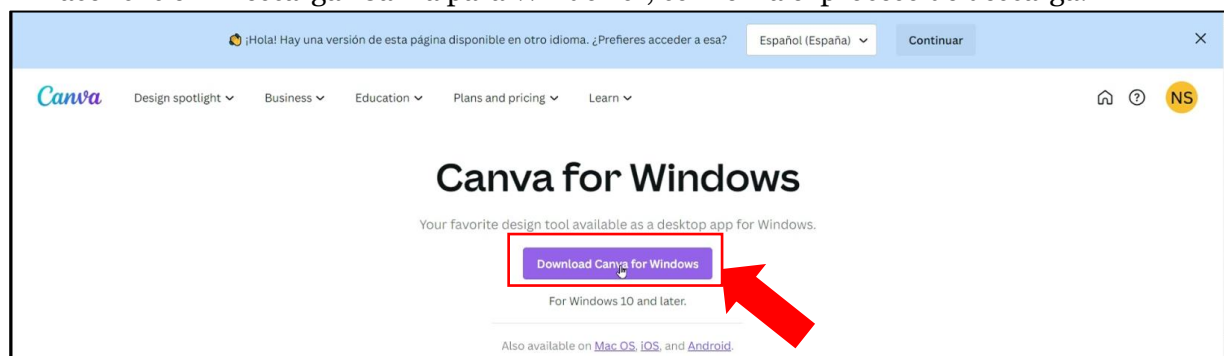 🧑 ¡Hola! Hay una versión de esta página disponible en otro idioma. ¿Prefieres acceder a esa? Español (España) Continuar
Canva Design spotlight Business Education Plans and pricing Learn NS
Canva for Windows
Your favorite design tool available as a desktop app for Windows.
Download Canva for Windows
For Windows 10 and later.
Also available on Mac OS, iOS, and Android.